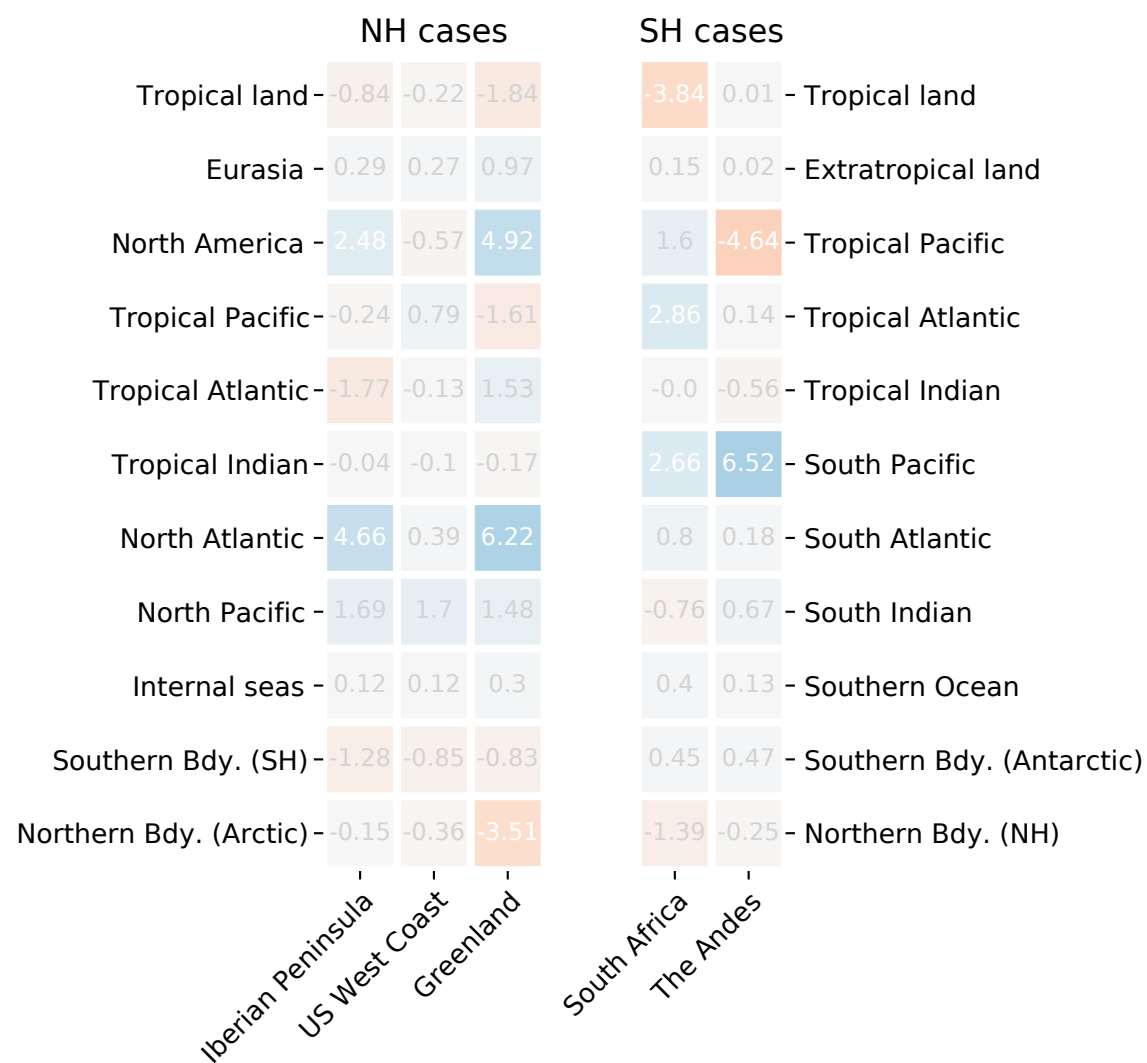 NH cases SH cases
Tropical land -0.84 -0.22 -1.84 -3.84 0.01 Tropical land
Eurasia 0.29 0.27 0.97 0.15 0.02 Extratropical land
North America 2.48 -0.57 4.92 1.6 -4.64 Tropical Pacific
Tropical Pacific -0.24 0.79 -1.61 2.86 0.14 Tropical Atlantic
Tropical Atlantic -1.77 -0.13 1.53 -0.0 -0.56 Tropical Indian
Tropical Indian -0.04 -0.1 -0.17 2.66 6.52 South Pacific
North Atlantic 4.66 0.39 6.22 0.8 0.18 South Atlantic
North Pacific 1.69 1.7 1.48 -0.76 0.67 South Indian
Internal seas 0.12 0.12 0.3 0.4 0.13 Southern Ocean
Southern Bdy. (SH) -1.28 -0.85 -0.83 0.45 0.47 Southern Bdy. (Antarctic)
Northern Bdy. (Arctic) -0.15 -0.36 -3.51 -1.39 -0.25 Northern Bdy. (NH)
Iberian Peninsula
US West Coast
Greenland
South Africa
The Andes